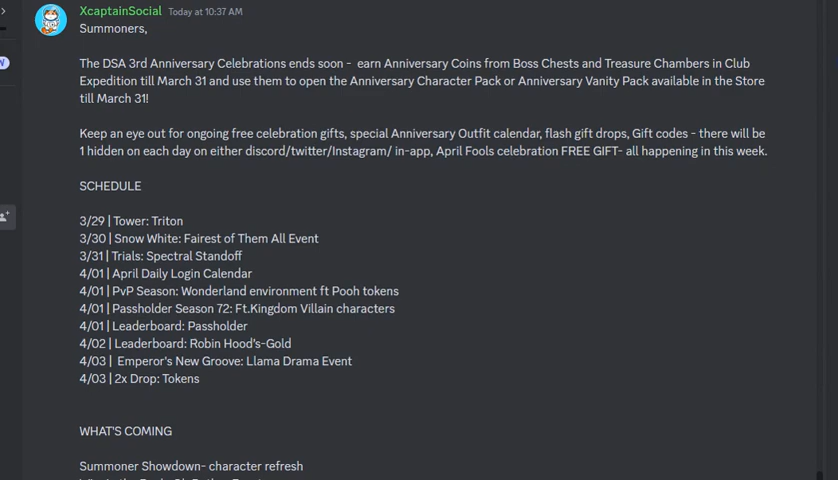 XcaptainSocial Today at 10:37 AM
Summoners,
The DSA 3rd Anniversary Celebrations ends soon - earn Anniversary Coins from Boss Chests and Treasure Chambers in Club
Expedition till March 31 and use them to open the Anniversary Character Pack or Anniversary Vanity Pack available in the Store
till March 31!
Keep an eye out for ongoing free celebration gifts, special Anniversary Outfit calendar, flash gift drops, Gift codes - there will be
1 hidden on each day on either discord/twitter/Instagram/ in-app, April Fools celebration FREE GIFT- all happening in this week.
SCHEDULE
3/29 | Tower: Triton
3/30 | Snow White: Fairest of Them All Event
3/31 | Trials: Spectral Standoff
4/01 | April Daily Login Calendar
4/01 | PvP Season: Wonderland environment ft Pooh tokens
4/01 | Passholder Season 72: Ft.Kingdom Villain characters
4/01 | Leaderboard: Passholder
4/02 | Leaderboard: Robin Hood's-Gold
4/03 | Emperor's New Groove: Llama Drama Event
4/03 | 2x Drop: Tokens
WHAT'S COMING
Summoner Showdown- character refresh